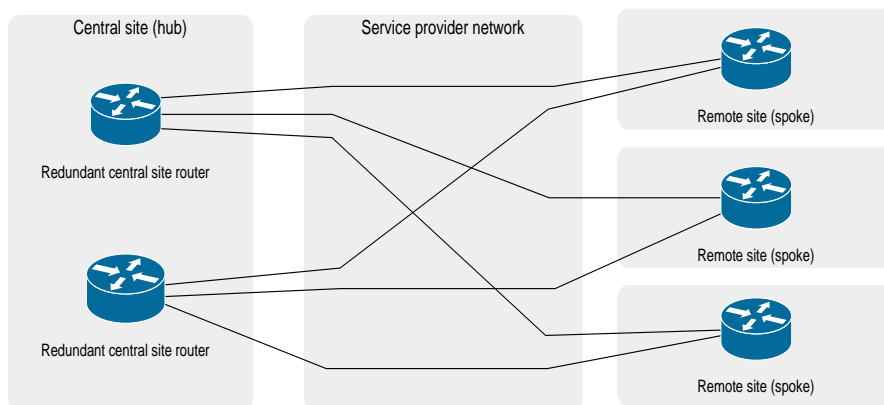 Central site (hub)
Service provider network
Redundant central site router
Redundant central site router
Remote site (spoke)
Remote site (spoke)
Remote site (spoke)